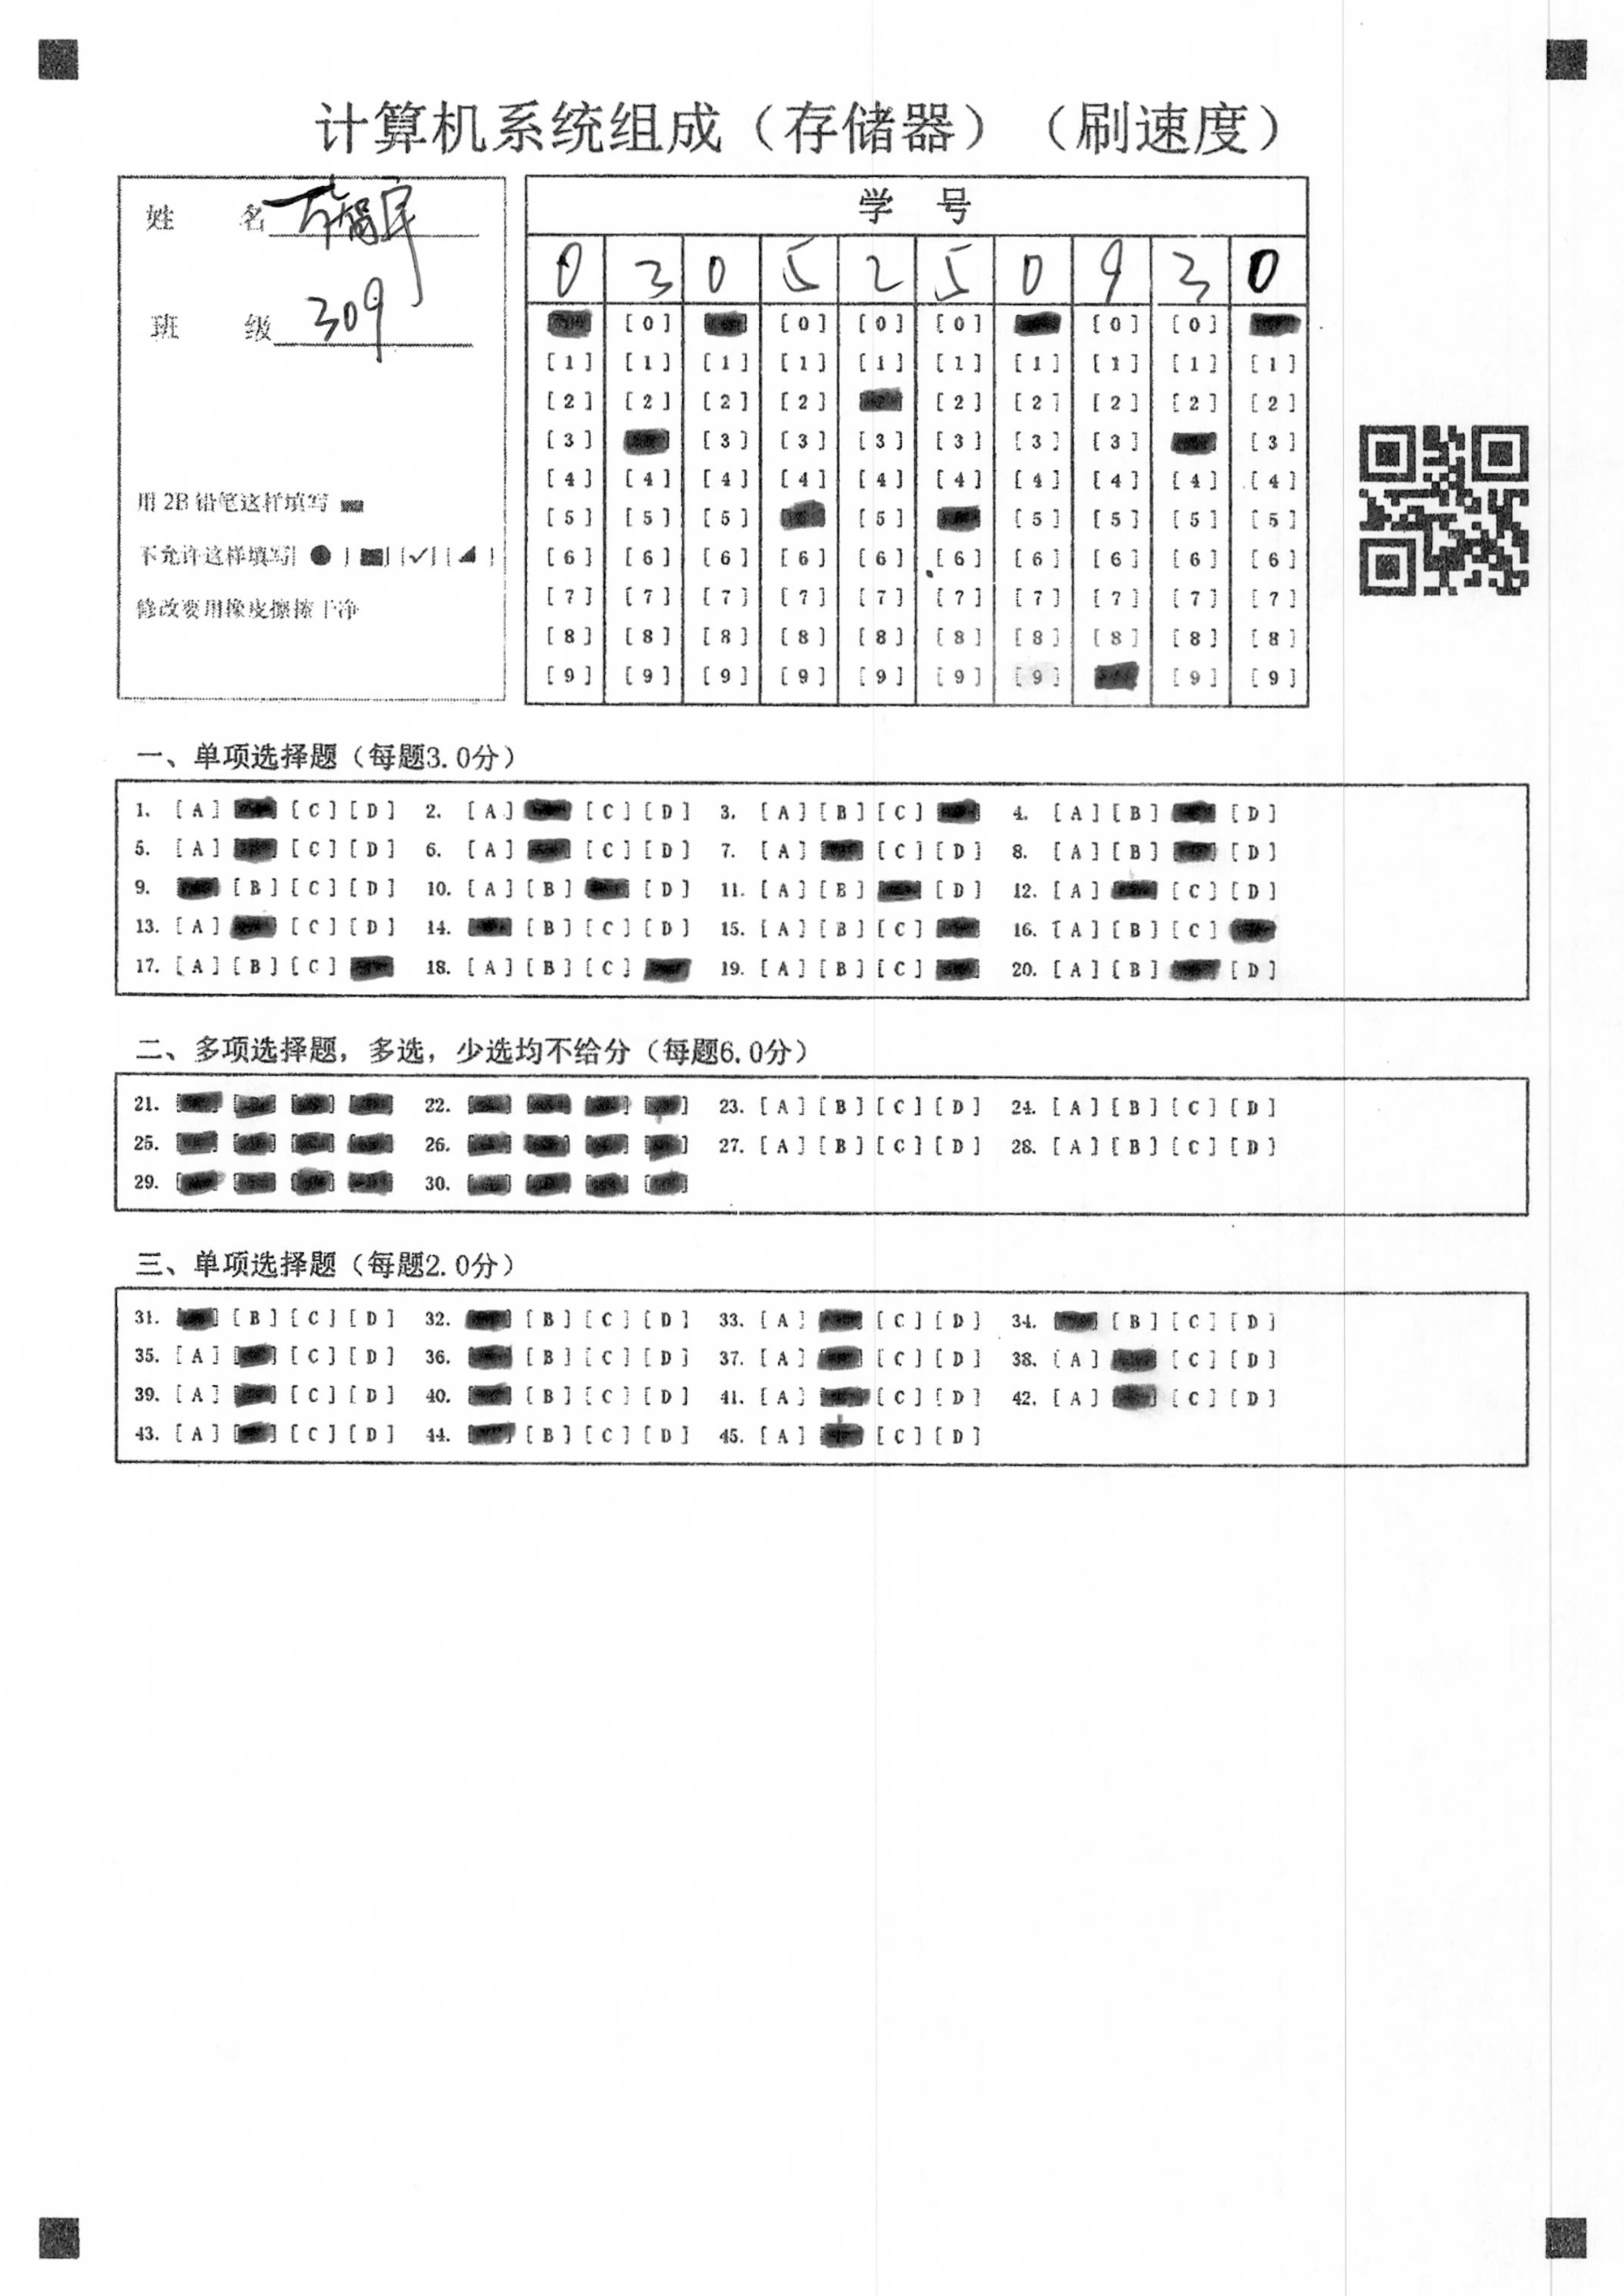 计算机系统组成（存储器）（刷速度）
姓 名
班 级 309
用 2B 铅笔这样填写
不允许这样填写[ ● ] [✓] [ ]
修改要用橡皮擦擦干净
学 号
0 3 0 5 2 5 0 9 3 0
[0] [0] [0] [0] [0] [0]
[1] [1] [1] [1] [1] [1] [1] [1] [1] [1]
[2] [2] [2] [2] [2] [2] [2] [2] [2]
[3] [3] [3] [3] [3] [3] [3] [3]
[4] [4] [4] [4] [4] [4] [4] [4] [4] [4]
[5] [5] [5] [5] [5] [5] [5] [5]
[6] [6] [6] [6] [6] [6] [6] [6] [6] [6]
[7] [7] [7] [7] [7] [7] [7] [7] [7] [7]
[8] [8] [8] [8] [8] [8] [8] [8] [8] [8]
[9] [9] [9] [9] [9] [9] [9] [9] [9]
一、单项选择题（每题3.0分）
1. [A] [C] [D] 2. [A] [C] [D] 3. [A] [B] [C] 4. [A] [B] [D]
5. [A] [C] [D] 6. [A] [C] [D] 7. [A] [C] [D] 8. [A] [B] [D]
9. [B] [C] [D] 10. [A] [B] [D] 11. [A] [B] [D] 12. [A] [C] [D]
13. [A] [C] [D] 14. [B] [C] [D] 15. [A] [B] [C] 16. [A] [B] [C]
17. [A] [B] [C] 18. [A] [B] [C] 19. [A] [B] [C] 20. [A] [B] [D]
二、多项选择题，多选，少选均不给分（每题6.0分）
21. 22. 23. [A] [B] [C] [D] 24. [A] [B] [C] [D]
25. 26. 27. [A] [B] [C] [D] 28. [A] [B] [C] [D]
29. 30.
三、单项选择题（每题2.0分）
31. [B] [C] [D] 32. [B] [C] [D] 33. [A] [C] [D] 34. [B] [C] [D]
35. [A] [C] [D] 36. [B] [C] [D] 37. [A] [C] [D] 38. [A] [C] [D]
39. [A] [C] [D] 40. [B] [C] [D] 41. [A] [C] [D] 42. [A] [C] [D]
43. [A] [C] [D] 44. [B] [C] [D] 45. [A] [C] [D]